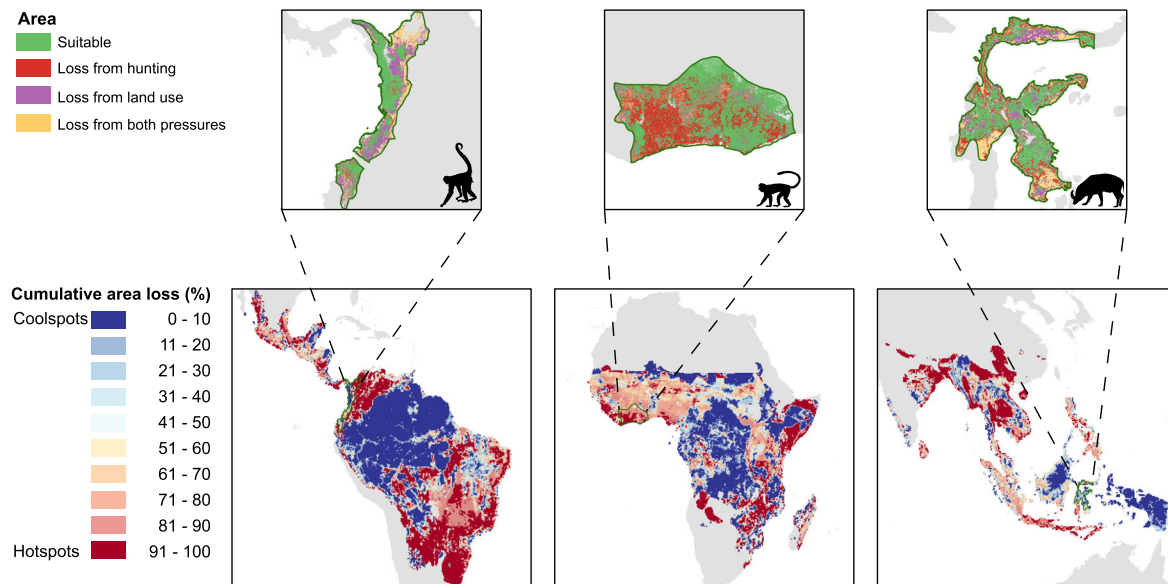 Area
Suitable
Loss from hunting
Loss from land use
Loss from both pressures
Cumulative area loss (%)
Coolspots 0 - 10
11 - 20
21 - 30
31 - 40
41 - 50
51 - 60
61 - 70
71 - 80
81 - 90
Hotspots 91 - 100